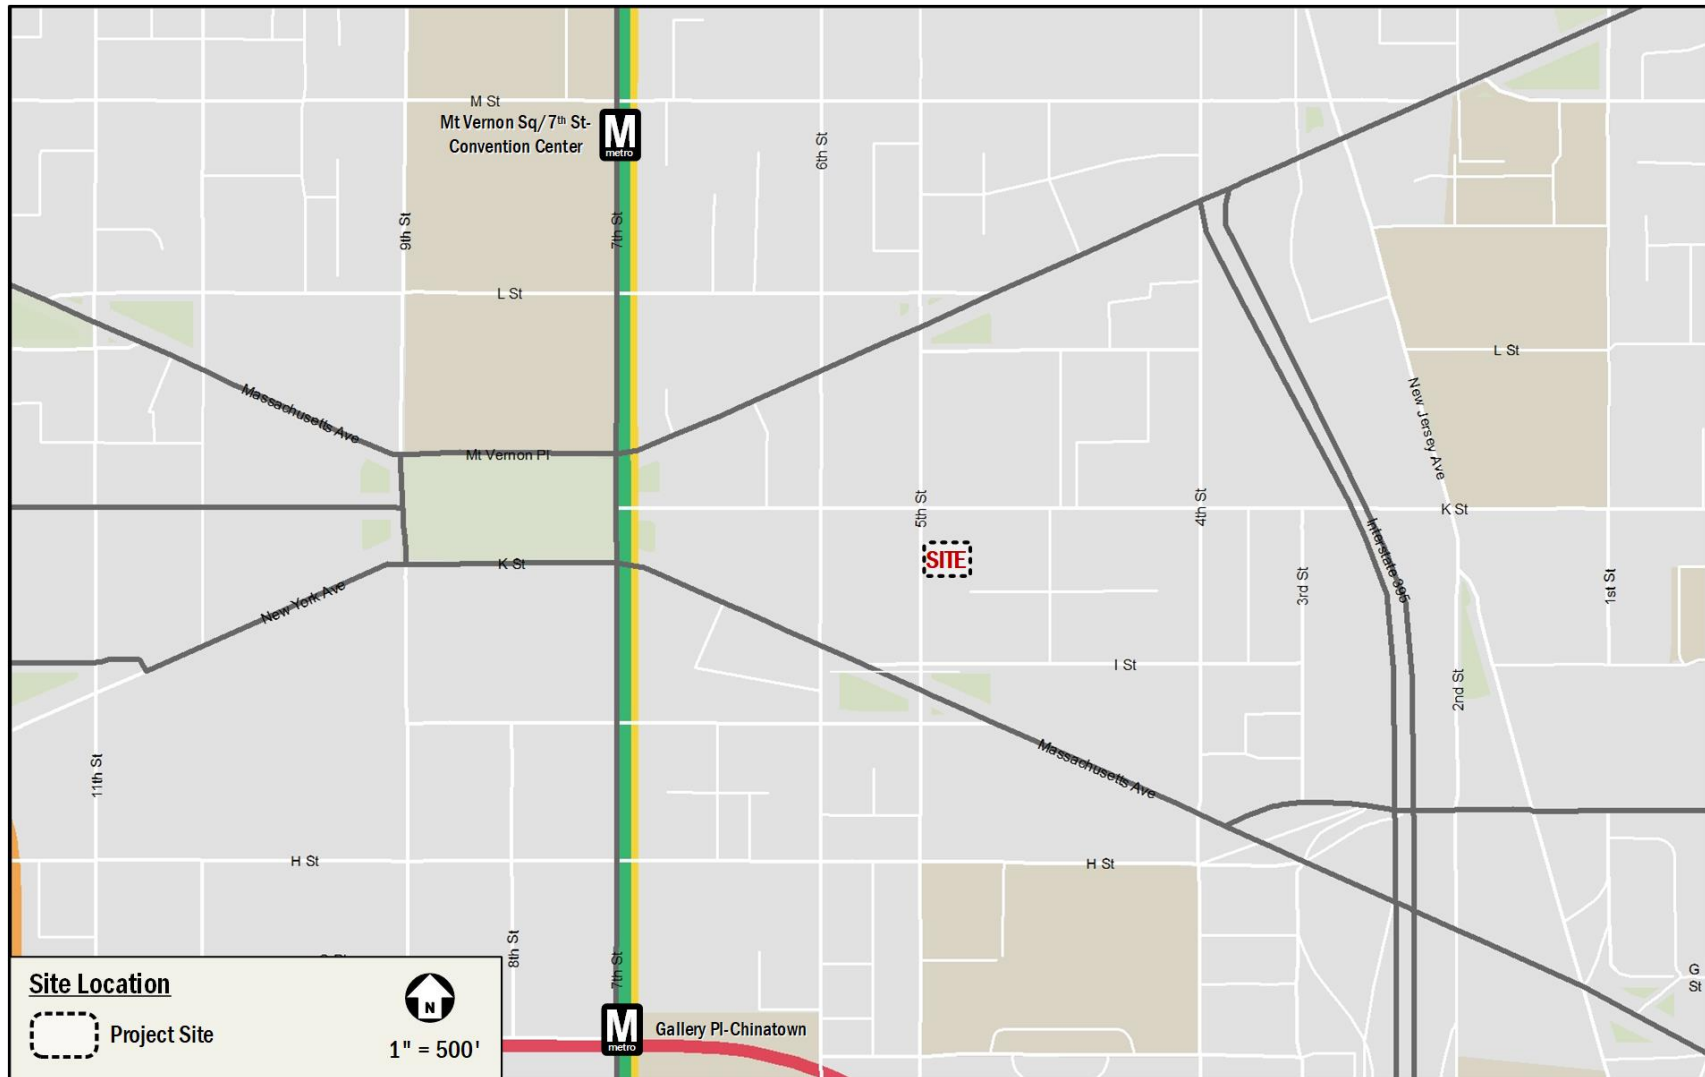 M St
Mt Vernon Sq/7th St-
Convention Center
M
metro
6th St
9th St
7th St
L St
L St
Massachusetts Ave
New Jersey Ave
Mt Vernon Pl
5th St
4th St
K St
SITE
K St
Interstate 395
New York Ave
3rd St
1st St
I St
2nd St
11th St
Massachusetts Ave
H St
H St
8th St
7th St
G
St
Site Location
N
Project Site
1" = 500'
M
metro
Gallery Pl-Chinatown